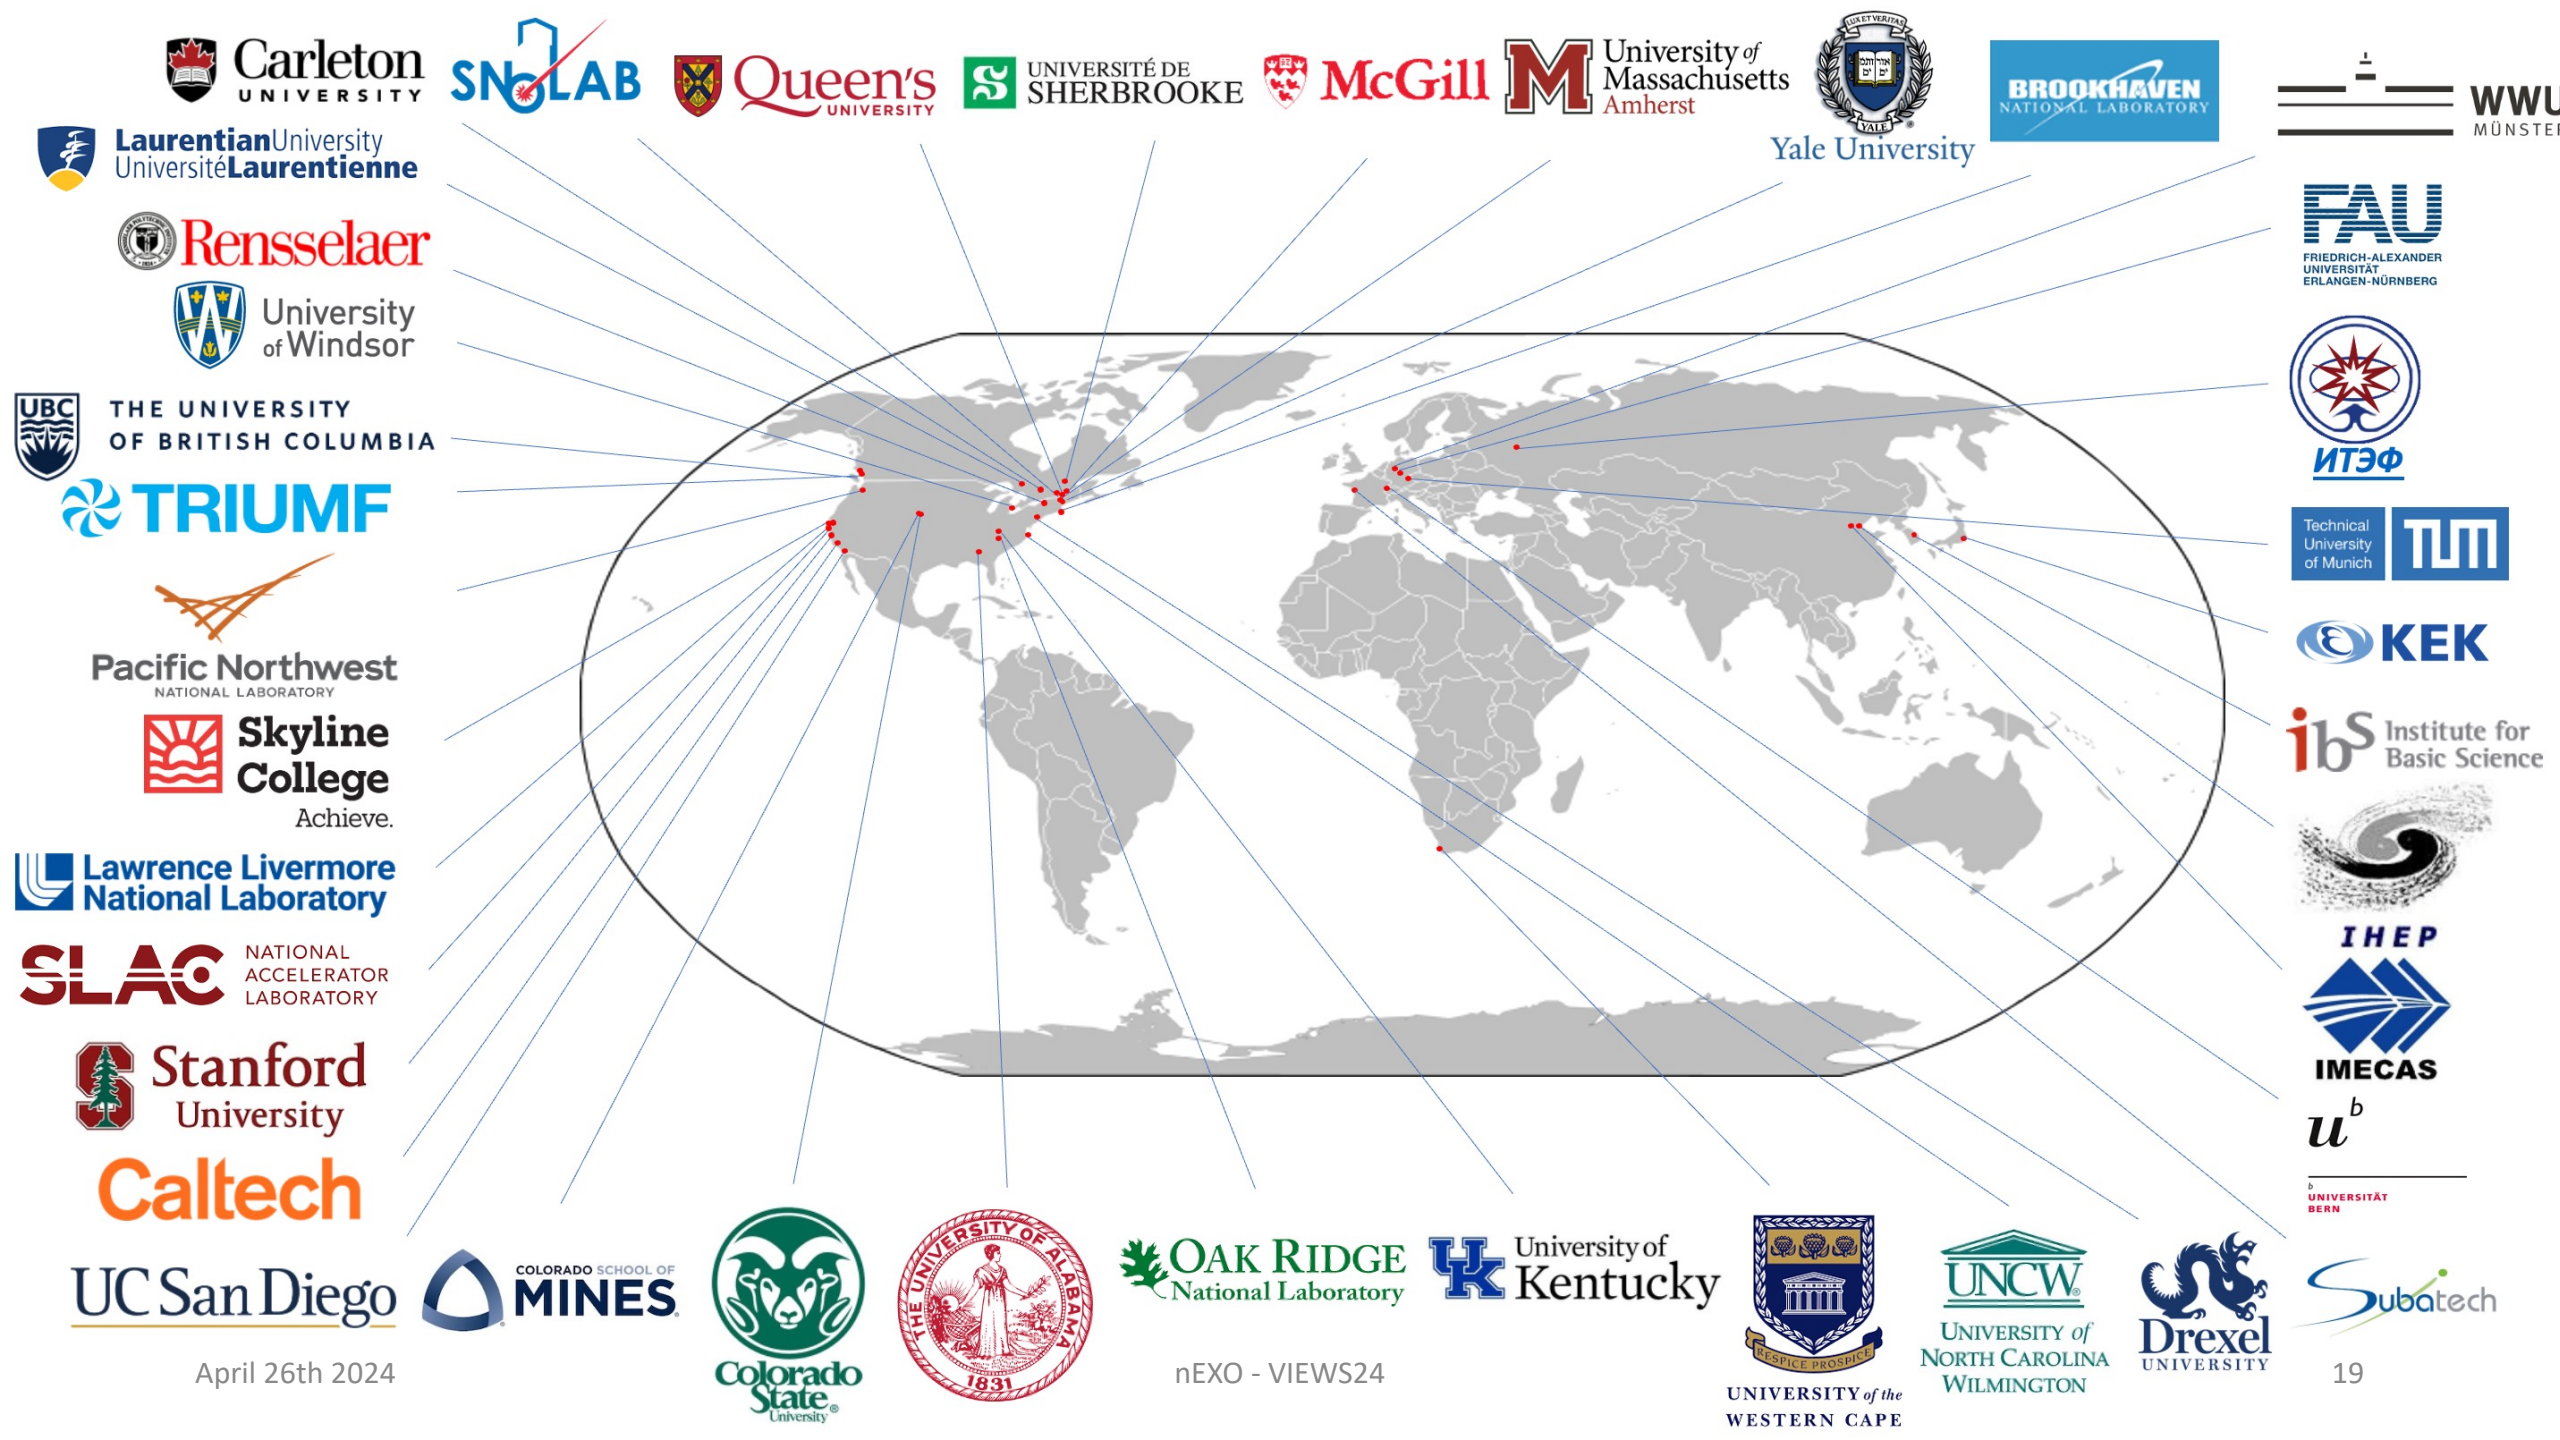 Carleton
UNIVERSITY
SNOLAB
Queen's
UNIVERSITY
UNIVERSITÉ DE
SHERBROOKE
McGill
University of
Massachusetts
Amherst
LUX ET VERITAS
YALE
Yale University
BROOKHAVEN
NATIONAL LABORATORY
WWU
MÜNSTER
LaurentianUniversity
UniversitéLaurentienne
Rensselaer
University
of Windsor
UBC
THE UNIVERSITY
OF BRITISH COLUMBIA
TRIUMF
Pacific Northwest
NATIONAL LABORATORY
Skyline
College
Achieve.
Lawrence Livermore
National Laboratory
SLAC
NATIONAL
ACCELERATOR
LABORATORY
Stanford
University
Caltech
UC San Diego
COLORADO SCHOOL OF
MINES
Colorado
State
University
THE UNIVERSITY OF ALABAMA
1831
OAK RIDGE
National Laboratory
UK
University of
Kentucky
RESPICE PROSPICE
UNIVERSITY of the
WESTERN CAPE
UNCW
UNIVERSITY of
NORTH CAROLINA
WILMINGTON
Drexel
UNIVERSITY
Subatech
FAU
FRIEDRICH-ALEXANDER
UNIVERSITÄT
ERLANGEN-NÜRNBERG
ИТЭФ
Technical
University
of Munich
TUM
KEK
ibS
Institute for
Basic Science
IHEP
IMECAS
u b
b
UNIVERSITÄT
BERN
April 26th 2024
nEXO - VIEWS24
19